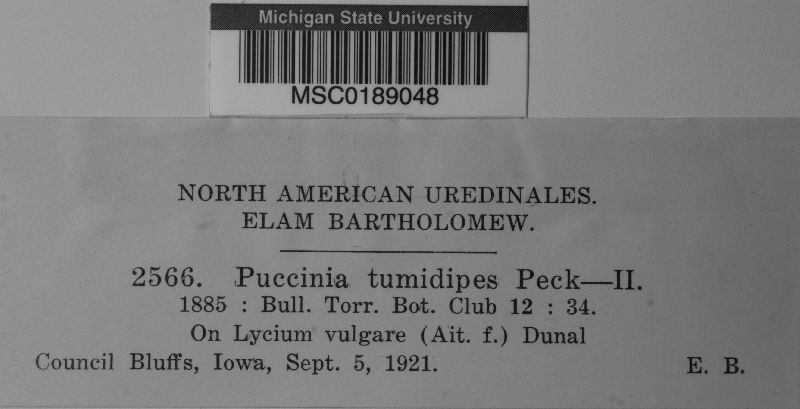 Michigan State University
MSC0189048
NORTH AMERICAN UREDINALES.
ELAM BARTHOLOMEW.
2566. Puccinia tumidipes Peck—II.
1885 : Bull. Torr. Bot. Club 12 : 34.
On Lycium vulgare (Ait. f.) Dunal
Council Bluffs, Iowa, Sept. 5, 1921. E. B.